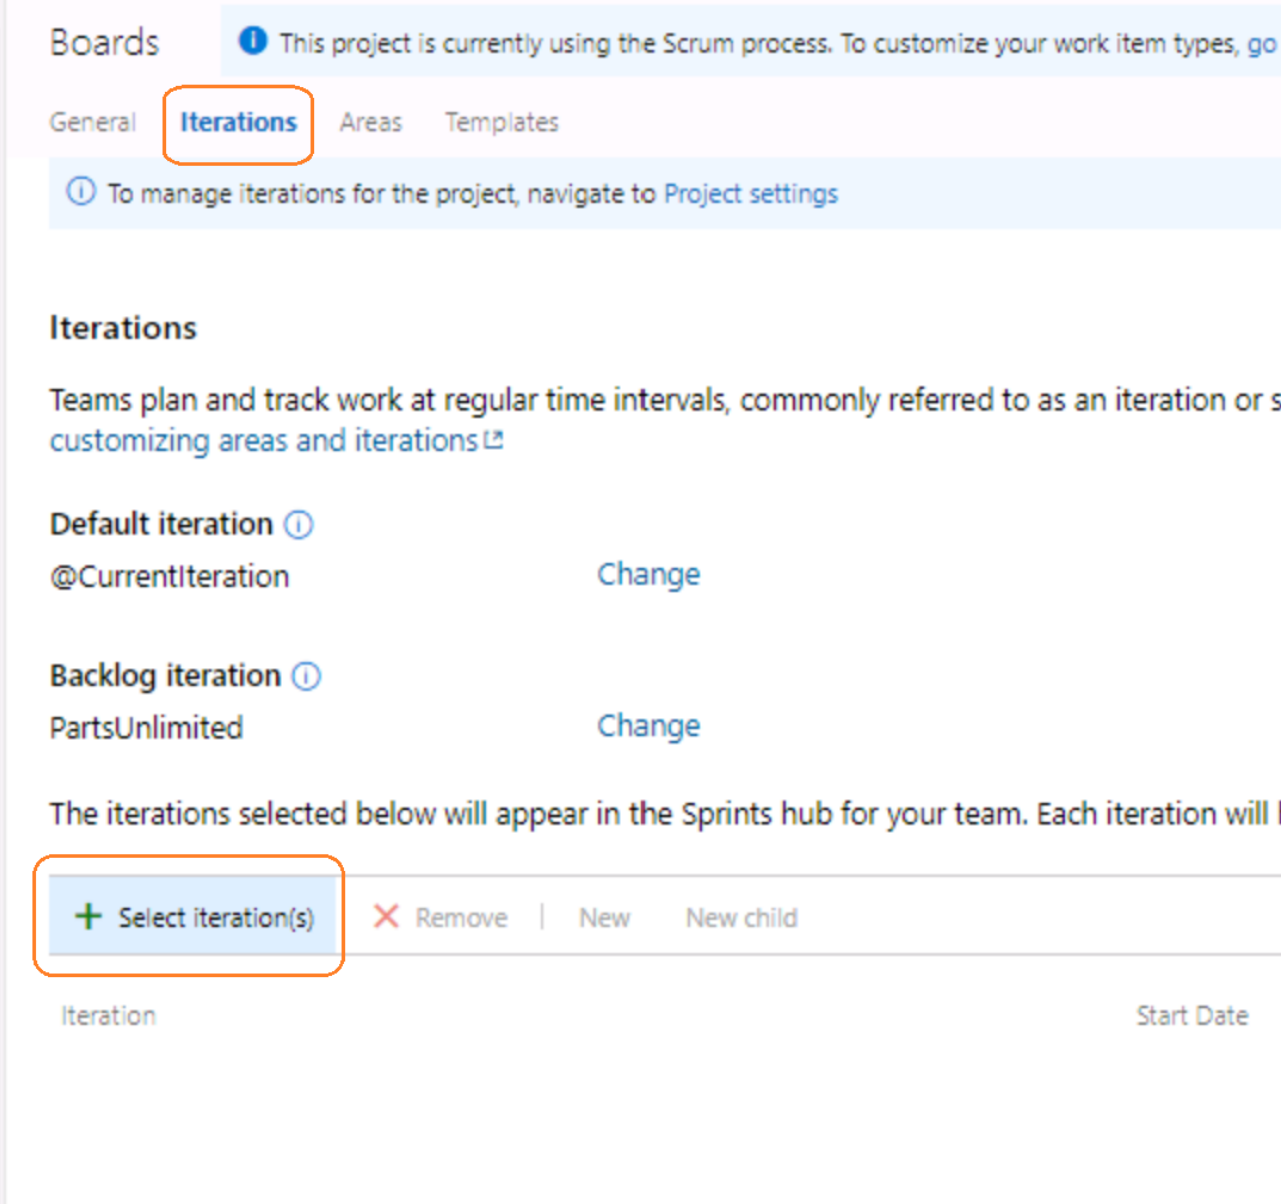 Boards
This project is currently using the Scrum process. To customize your work item types, go
General Iterations Areas Templates
To manage iterations for the project, navigate to Project settings
Iterations
Teams plan and track work at regular time intervals, commonly referred to as an iteration or s
customizing areas and iterations
Default iteration
@CurrentIteration Change
Backlog iteration
PartsUnlimited Change
The iterations selected below will appear in the Sprints hub for your team. Each iteration will
+ Select iteration(s) Remove | New New child
Iteration Start Date